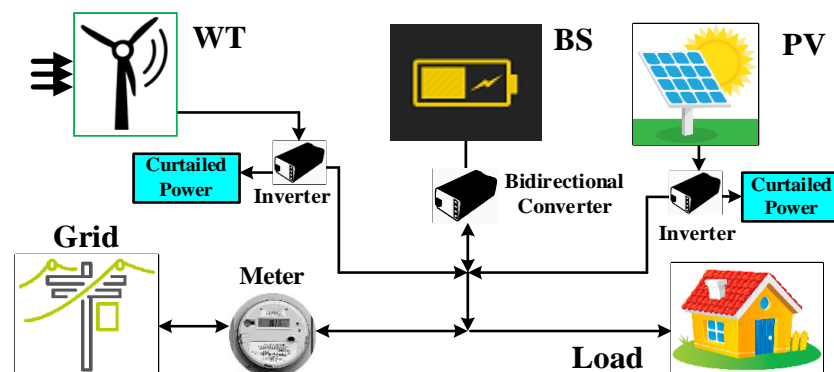 WT
BS
PV
Curtailed
Power
Inverter
Bidirectional
Converter
Inverter
Curtailed
Power
Grid
Meter
Load